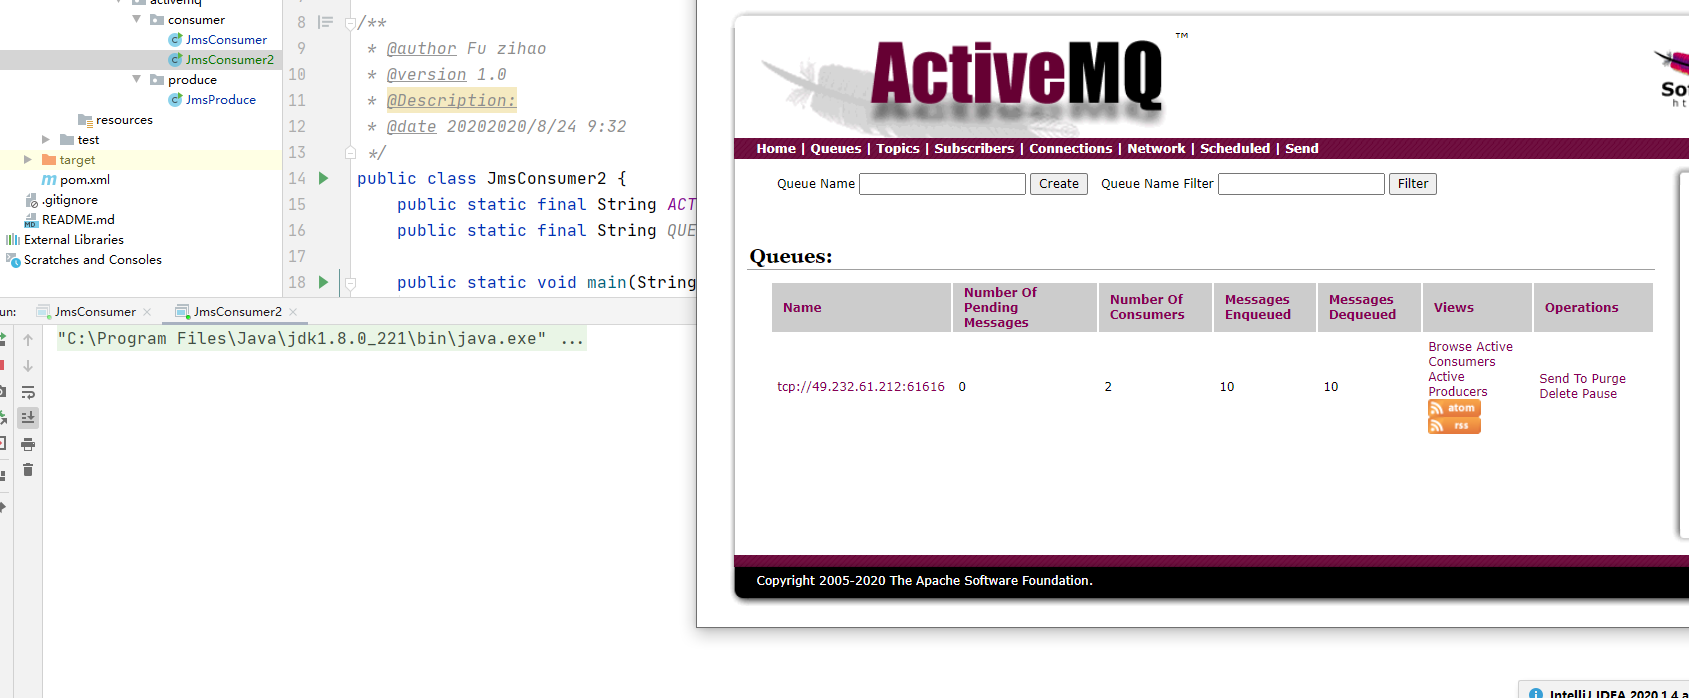 activemq
consumer
JmsConsumer
JmsConsumer2
produce
JmsProduce
resources
test
target
pom.xml
.gitignore
README.md
External Libraries
Scratches and Consoles
8 /**
9 * @author Fu zihao
10 * @version 1.0
11 * @Description:
12 * @date 20202020/8/24 9:32
13 */
14 public class JmsConsumer2 {
15 public static final String ACT
16 public static final String QUE
17
18 public static void main(String
un: JmsConsumer JmsConsumer2
"C:\Program Files\Java\jdk1.8.0_221\bin\java.exe" ...
ActiveMQ ™
Home | Queues | Topics | Subscribers | Connections | Network | Scheduled | Send
Queue Name Create Queue Name Filter Filter
Queues:
Name Number Of Pending Messages Number Of Consumers Messages Enqueued Messages Dequeued Views Operations
tcp://49.232.61.212:61616 0 2 10 10
Browse Active
Consumers
Active
Producers
atom
rss
Send To Purge
Delete Pause
Copyright 2005-2020 The Apache Software Foundation.
IntelliJ IDEA 2020.1.4 a